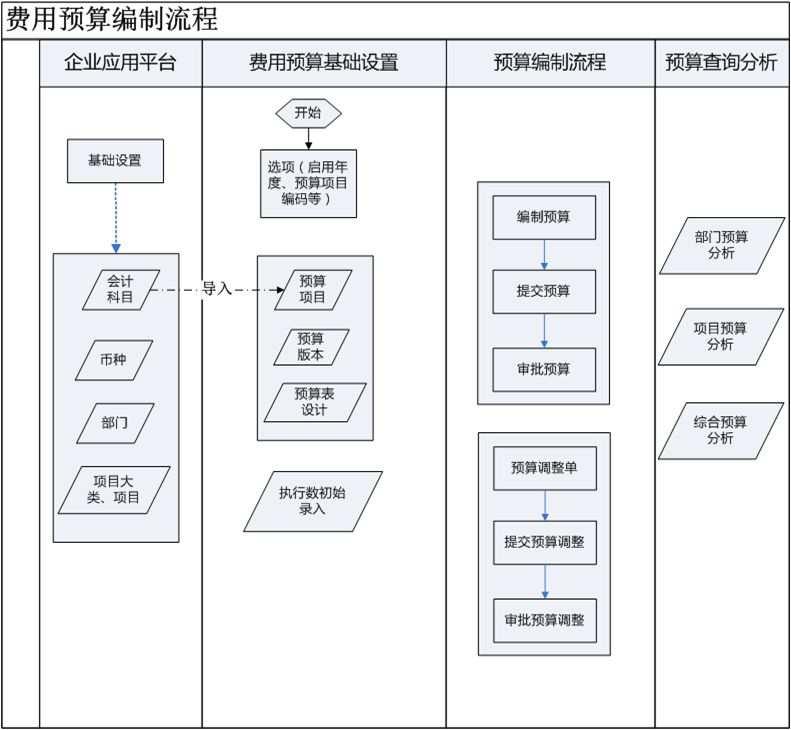 费用预算编制流程
企业应用平台
费用预算基础设置
预算编制流程
预算查询分析
基础设置
会计
科目
币种
部门
项目大
类、项目
导入
开始
选项（启用年
度、预算项目
编码等）
预算
项目
预算
版本
预算表
设计
执行数初始
录入
编制预算
提交预算
审批预算
预算调整单
提交预算调整
审批预算调整
部门预算
分析
项目预算
分析
综合预算
分析